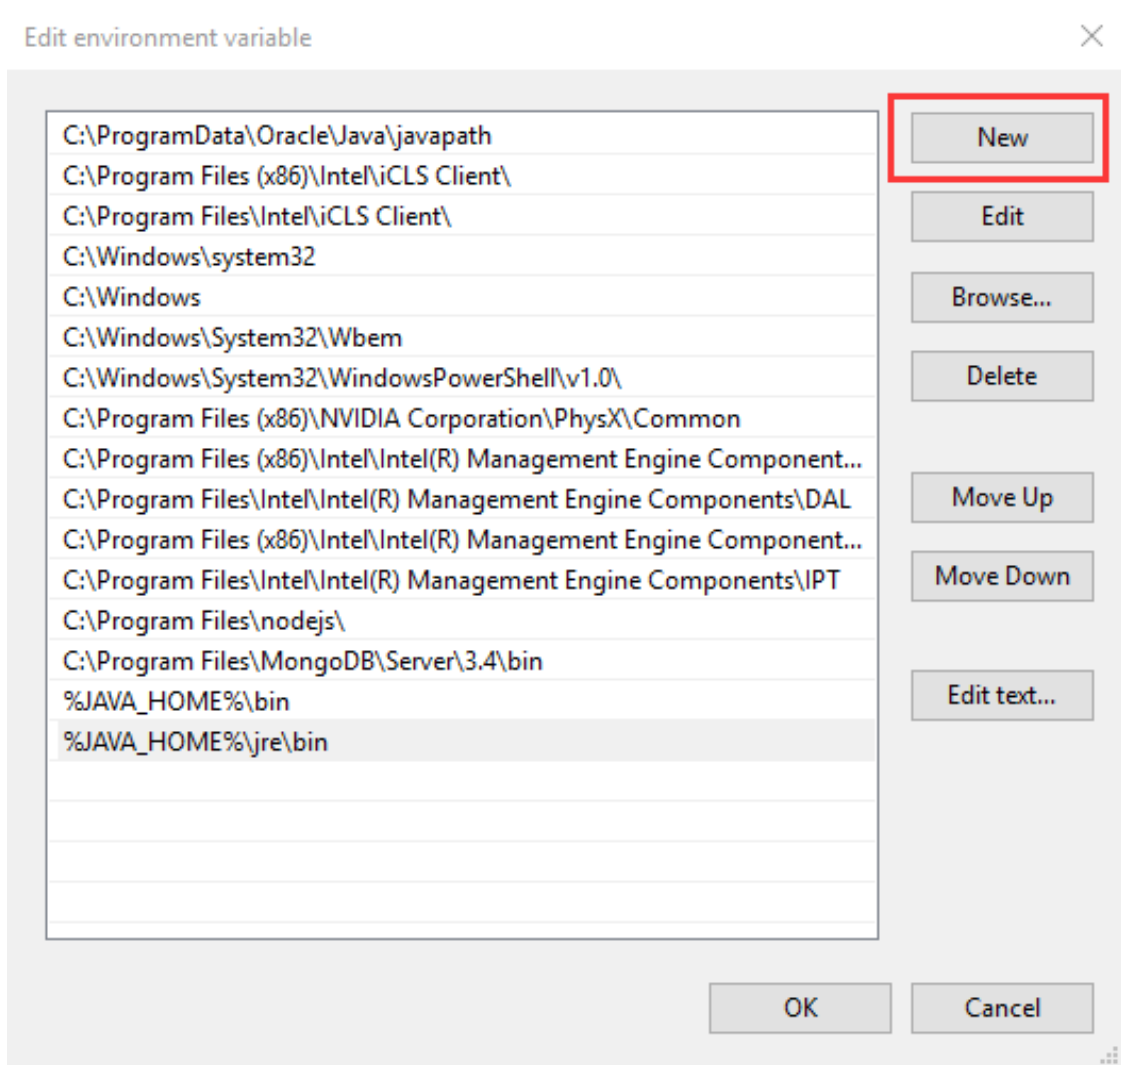 Edit environment variable
C:\ProgramData\Oracle\Java\javapath
C:\Program Files (x86)\Intel\iCLS Client\
C:\Program Files\Intel\iCLS Client\
C:\Windows\system32
C:\Windows
C:\Windows\System32\Wbem
C:\Windows\System32\WindowsPowerShell\v1.0\
C:\Program Files (x86)\NVIDIA Corporation\PhysX\Common
C:\Program Files (x86)\Intel\Intel(R) Management Engine Component...
C:\Program Files\Intel\Intel(R) Management Engine Components\DAL
C:\Program Files (x86)\Intel\Intel(R) Management Engine Component...
C:\Program Files\Intel\Intel(R) Management Engine Components\IPT
C:\Program Files\nodejs\
C:\Program Files\MongoDB\Server\3.4\bin
%JAVA_HOME%\bin
%JAVA_HOME%\jre\bin
New
Edit
Browse...
Delete
Move Up
Move Down
Edit text...
OK
Cancel